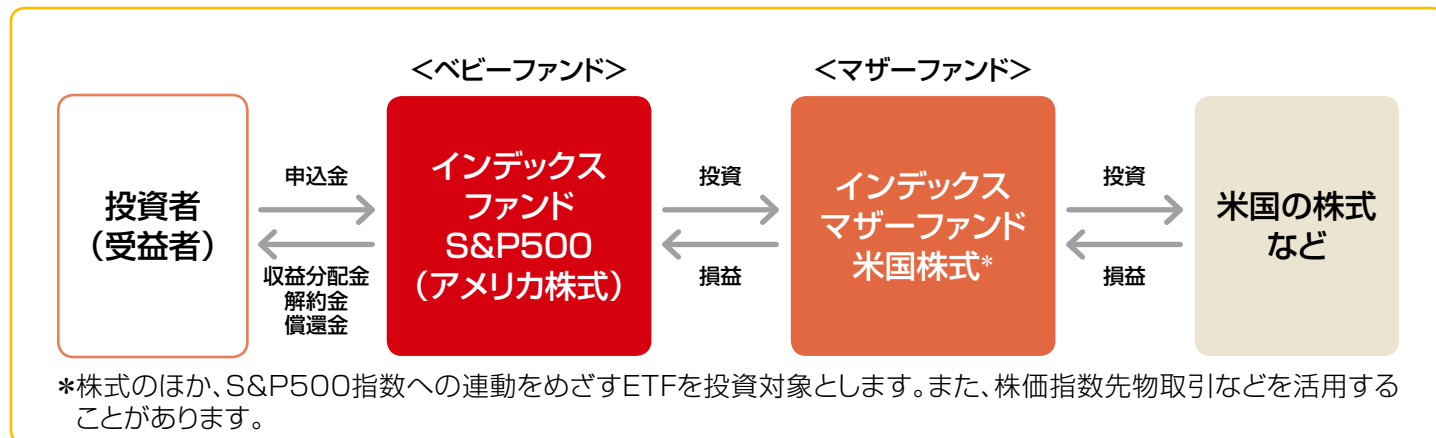 ＜ベビーファンド＞
＜マザーファンド＞
投資者
（受益者）
申込金
収益分配金
解約金
償還金
インデックス
ファンド
S&P500
（アメリカ株式）
投資
損益
インデックス
マザーファンド
米国株式*
投資
損益
米国の株式
など
*株式のほか、S&P500指数への連動をめざすETFを投資対象とします。また、株価指数先物取引などを活用する
ことがあります。